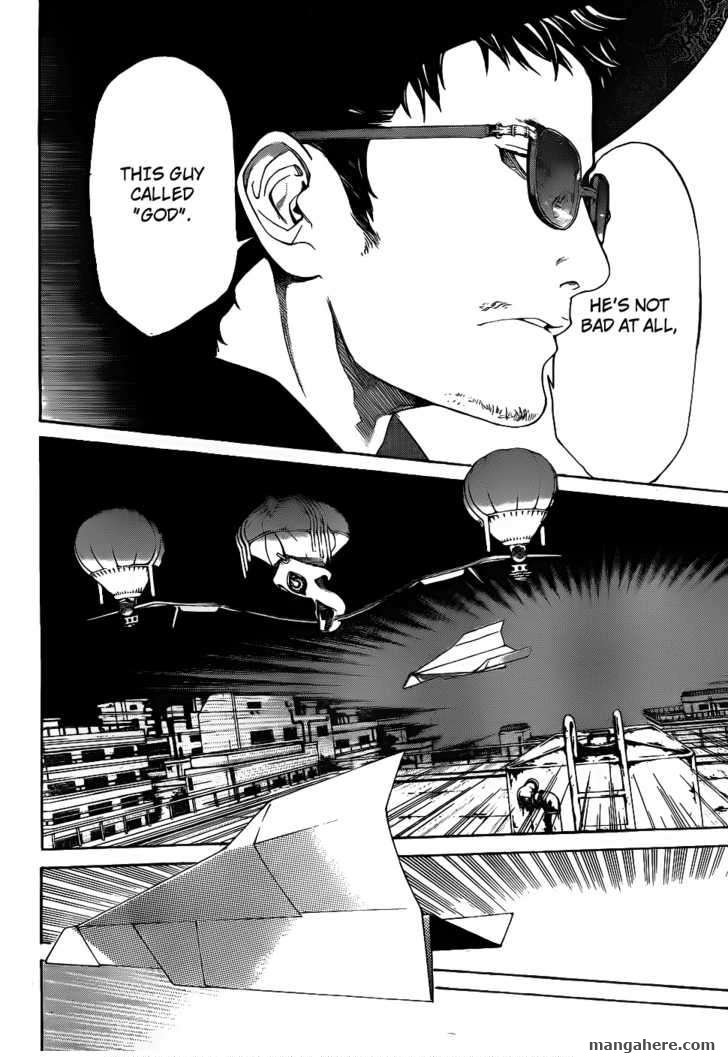 HE'S NOT
BAD AT ALL,
THIS GUY
CALLED
"GOD".
mangahere.com